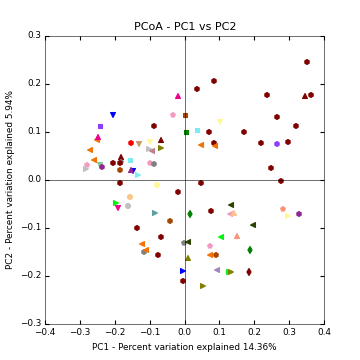 PCoA - PC1 vs PC2
0.3
0.2
0.1
0.0
−0.1
−0.2
−0.3
PC2 - Percent variation explained 5.94%
−0.4 −0.3 −0.2 −0.1 0.0 0.1 0.2 0.3 0.4
PC1 - Percent variation explained 14.36%